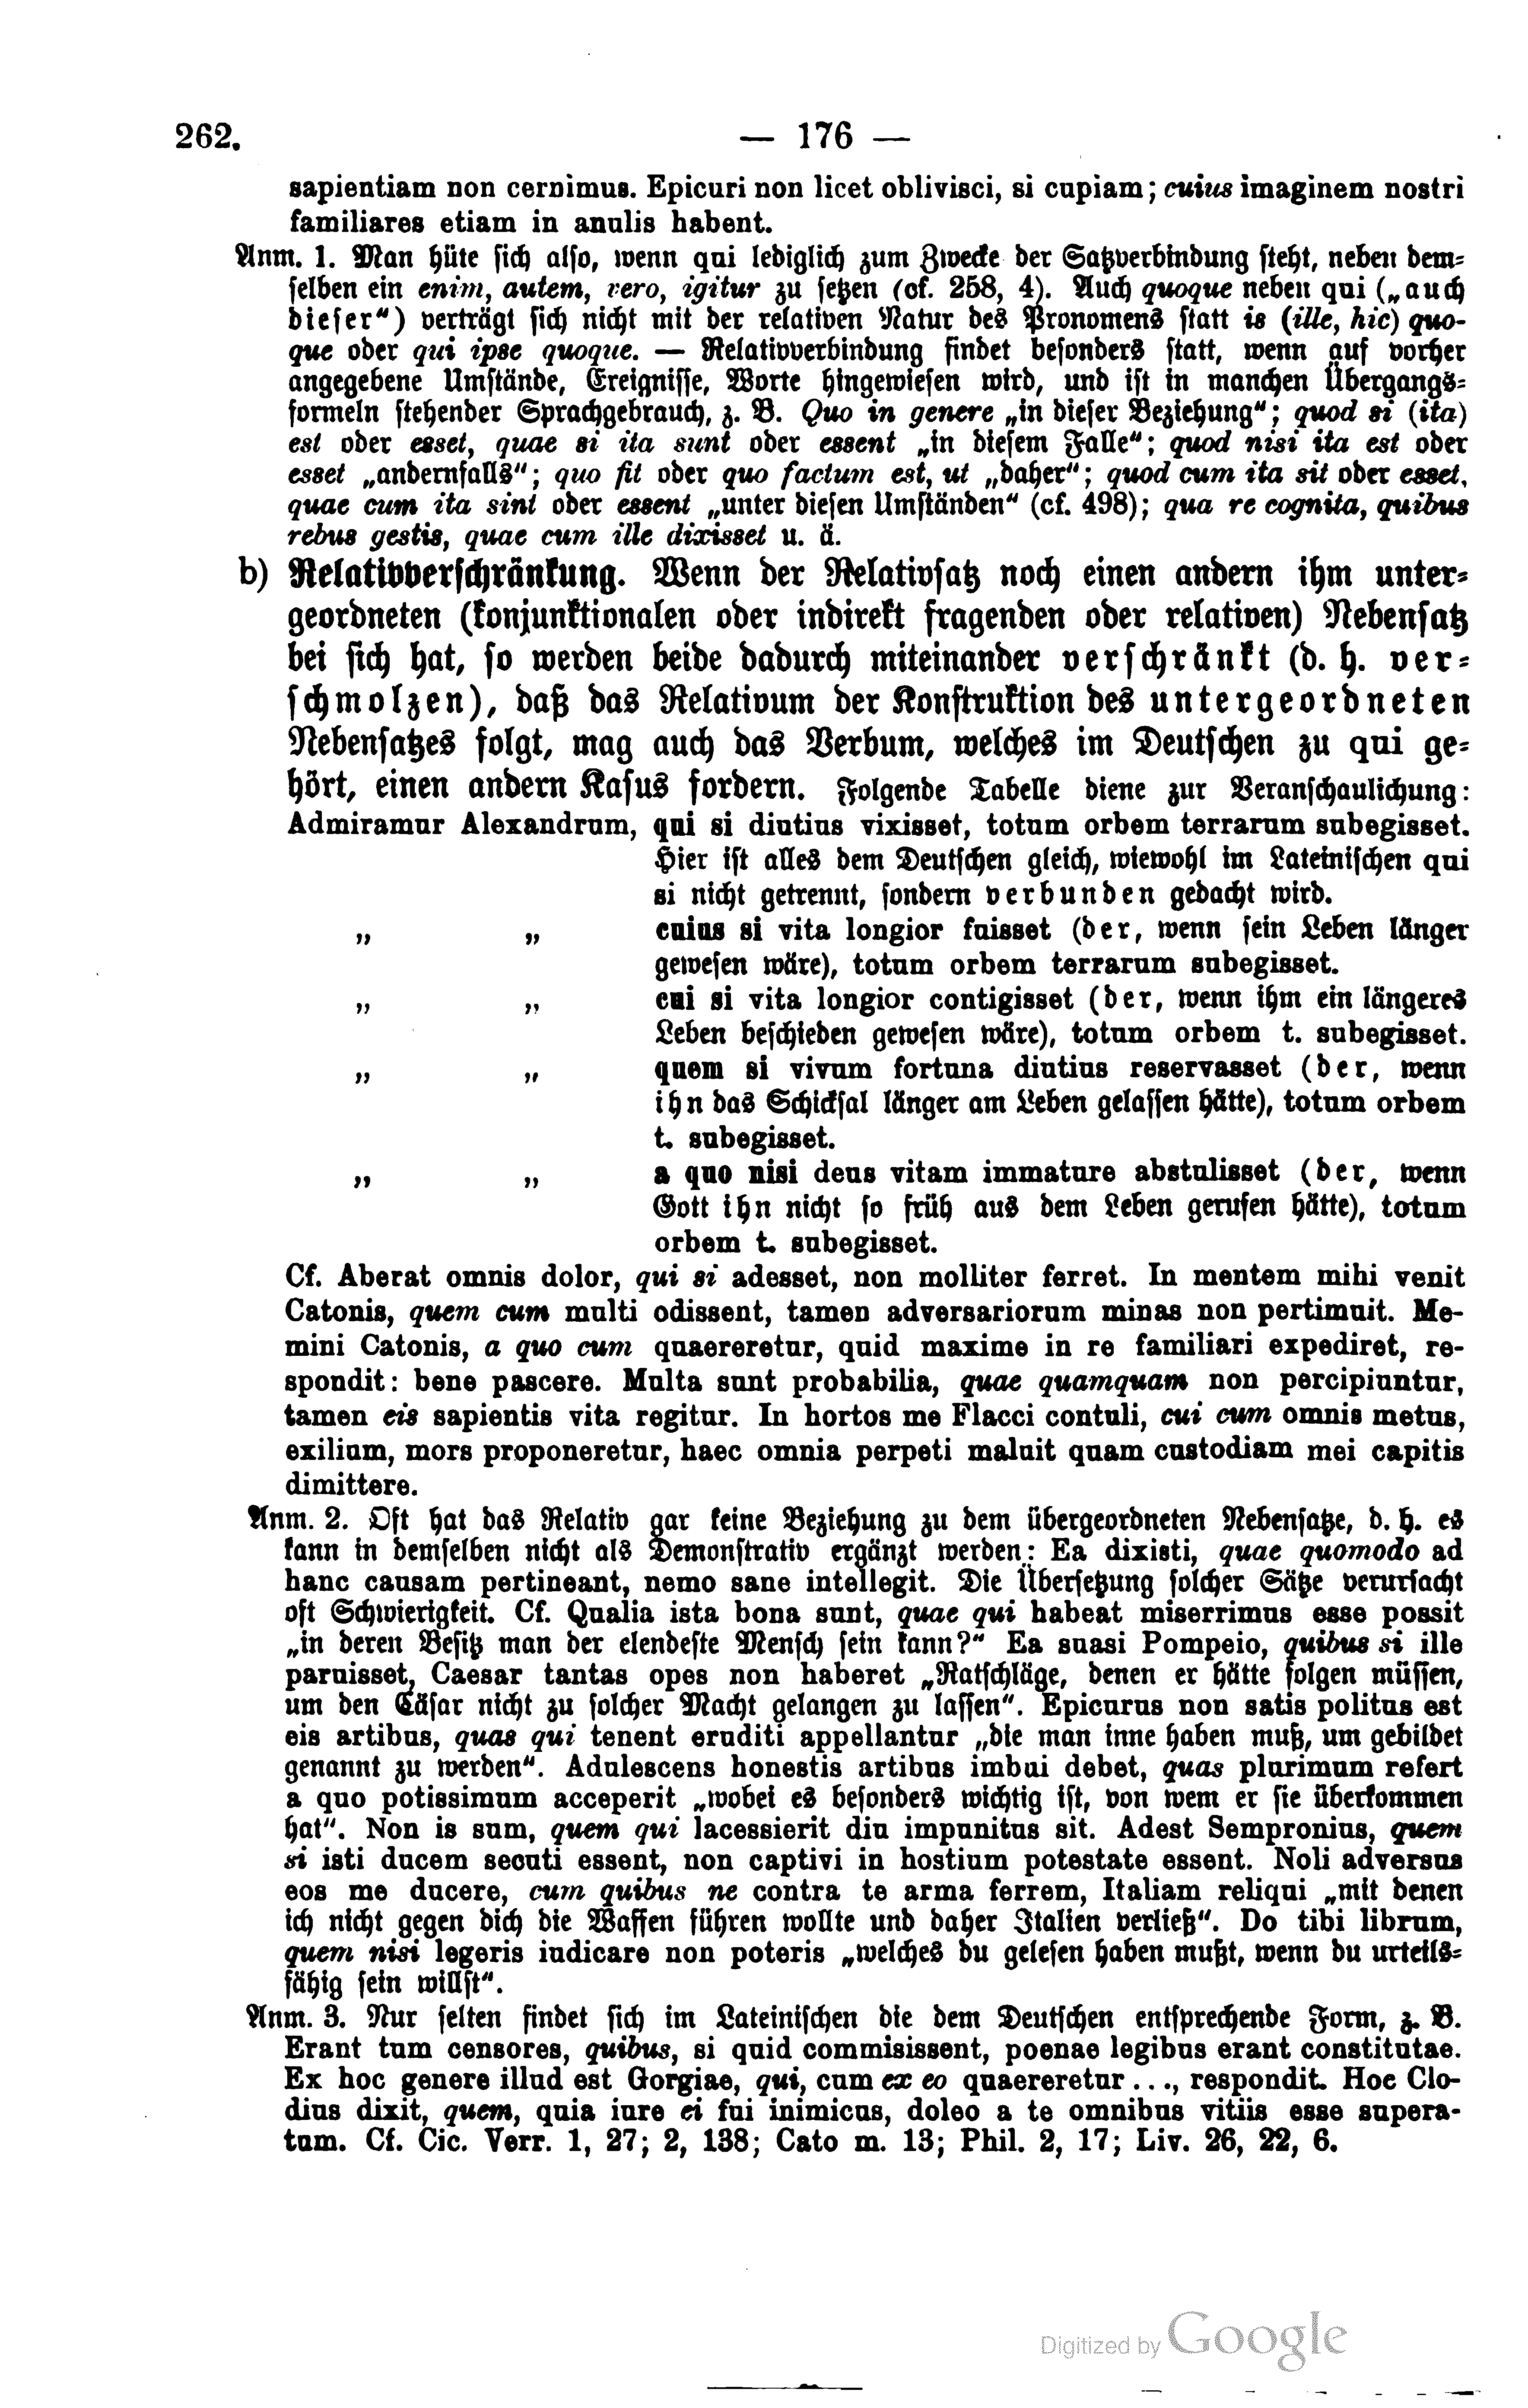 262.
— 176 —
sapientiam non cernimus. Epicuri non licet oblivisci, si cupiam; cuius imaginem nostri
familiares etiam in anulis habent.
Anm. 1. Man hüte sich also, wenn qui lediglich zum Zwecke der Satzverbindung steht, neben dem-
selben ein enim, autem, vero, igitur zu setzen (cf. 258, 4). Auch quoque neben qui („auch
dieser“) verträgt sich nicht mit der relativen Natur des Pronomens statt is (ille, hic) quo-
que oder qui ipse quoque. — Relativverbindung findet besonders statt, wenn auf vorher
angegebene Umstände, Ereignisse, Worte hingewiesen wird, und ist in manchen Übergangs-
formeln stehender Sprachgebrauch, z. B. Quo in genere „in dieser Beziehung“; quod si (ita)
est oder esset, quae si ita sunt oder essent „in diesem Falle“; quod nisi ita est oder
esset „andernfalls“; quo fit oder quo factum est, ut „daher“; quod cum ita sit oder esset,
quae cum ita sint oder essent „unter diesen Umständen“ (cf. 498); qua re cognita, quibus
rebus gestis, quae cum ille dixisset u. ä.
b) Relativverschränkung. Wenn der Relativsatz noch einen andern ihm unter-
geordneten (konjunktionalen oder indirekt fragenden oder relativen) Nebensatz
bei sich hat, so werden beide dadurch miteinander verschränkt (d. h. ver-
schmolzen), daß das Relativum der Konstruktion des untergeordneten
Nebensatzes folgt, mag auch das Verbum, welches im Deutschen zu qui ge-
hört, einen andern Kasus fordern. Folgende Tabelle diene zur Veranschaulichung:
Admiramur Alexandrum, qui si diutius vixisset, totum orbem terrarum subegisset.
Hier ist alles dem Deutschen gleich, wiewohl im Lateinischen qui
si nicht getrennt, sondern verbunden gedacht wird.
„ „ cuius si vita longior fuisset (der, wenn sein Leben länger
gewesen wäre), totum orbem terrarum subegisset.
„ „ cui si vita longior contigisset (der, wenn ihm ein längeres
Leben beschieden gewesen wäre), totum orbem t. subegisset.
„ „ quem si vivum fortuna diutius reservasset (der, wenn
ihn das Schicksal länger am Leben gelassen hätte), totum orbem
t. subegisset.
„ „ a quo nisi deus vitam immature abstulisset (der, wenn
Gott ihn nicht so früh aus dem Leben gerufen hätte), totum
orbem t. subegisset.
Cf. Aberat omnis dolor, qui si adesset, non molliter ferret. In mentem mihi venit
Catonis, quem cum multi odissent, tamen adversariorum minas non pertimuit. Me-
mini Catonis, a quo cum quaereretur, quid maxime in re familiari expediret, re-
spondit: bene pascere. Multa sunt probabilia, quae quamquam non percipiuntur,
tamen eis sapientis vita regitur. In hortos me Flacci contuli, cui cum omnis metus,
exilium, mors proponeretur, haec omnia perpeti maluit quam custodiam mei capitis
dimittere.
Anm. 2. Oft hat das Relativ gar keine Beziehung zu dem übergeordneten Nebensatze, d. h. es
kann in demselben nicht als Demonstrativ ergänzt werden: Ea dixisti, quae quomodo ad
hanc causam pertineant, nemo sane intellegit. Die Übersetzung solcher Sätze verursacht
oft Schwierigkeit. Cf. Qualia ista bona sunt, quae qui habeat miserrimus esse possit
„in deren Besitz man der elendeste Mensch sein kann?“ Ea suasi Pompeio, quibus si ille
paruisset, Caesar tantas opes non haberet „Ratschläge, denen er hätte folgen müssen,
um den Cäsar nicht zu solcher Macht gelangen zu lassen“. Epicurus non satis politus est
eis artibus, quas qui tenent eruditi appellantur „die man inne haben muß, um gebildet
genannt zu werden“. Adulescens honestis artibus imbui debet, quas plurimum refert
a quo potissimum acceperit „wobei es besonders wichtig ist, von wem er sie überkommen
hat“. Non is sum, quem qui lacessierit diu impunitus sit. Adest Sempronius, quem
si isti ducem secuti essent, non captivi in hostium potestate essent. Noli adversus
eos me ducere, cum quibus ne contra te arma ferrem, Italiam reliqui „mit denen
ich nicht gegen dich die Waffen führen wollte und daher Italien verließ“. Do tibi librum,
quem nisi legeris iudicare non poteris „welches du gelesen haben mußt, wenn du urteils-
fähig sein willst“.
Anm. 3. Nur selten findet sich im Lateinischen die dem Deutschen entsprechende Form, z. B.
Erant tum censores, quibus, si quid commisissent, poenae legibus erant constitutae.
Ex hoc genere illud est Gorgiae, qui, cum ex eo quaereretur ..., respondit. Hoc Clo-
dius dixit, quem, quia iure ei fui inimicus, doleo a te omnibus vitiis esse supera-
tum. Cf. Cic. Verr. 1, 27; 2, 138; Cato m. 13; Phil. 2, 17; Liv. 26, 22, 6.
Digitized by Google